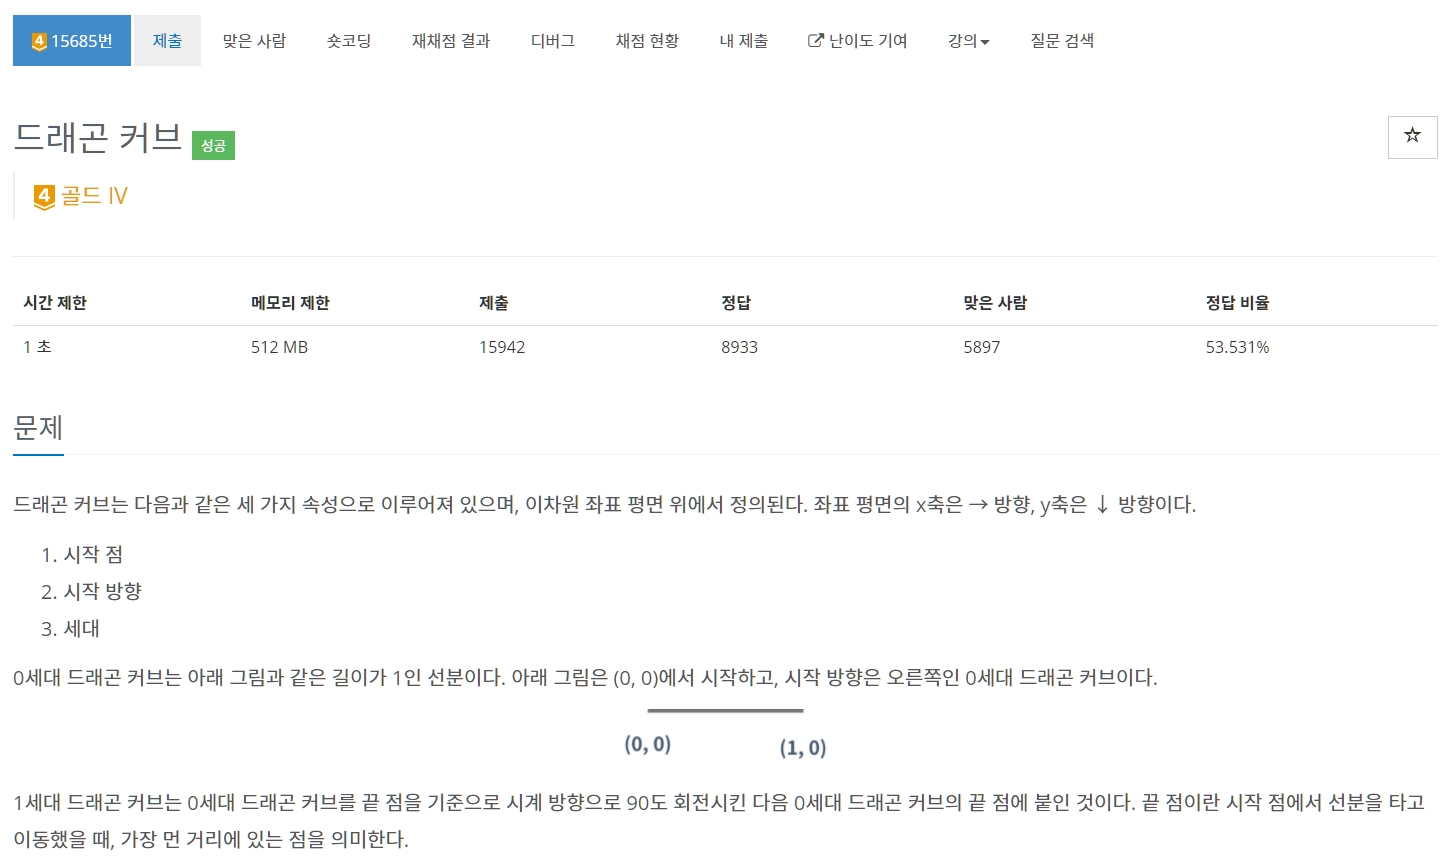 4 15685번 제출 맞은 사람 숏코딩 재채점 결과 디버그 채점 현황 내 제출 난이도 기여 강의 질문 검색
드래곤 커브 성공
4 골드 IV
시간 제한 메모리 제한 제출 정답 맞은 사람 정답 비율
1 초 512 MB 15942 8933 5897 53.531%
문제
드래곤 커브는 다음과 같은 세 가지 속성으로 이루어져 있으며, 이차원 좌표 평면 위에서 정의된다. 좌표 평면의 x축은 → 방향, y축은 ↓ 방향이다.
1. 시작 점
2. 시작 방향
3. 세대
0세대 드래곤 커브는 아래 그림과 같은 길이가 1인 선분이다. 아래 그림은 (0, 0)에서 시작하고, 시작 방향은 오른쪽인 0세대 드래곤 커브이다.
(0, 0) (1, 0)
1세대 드래곤 커브는 0세대 드래곤 커브를 끝 점을 기준으로 시계 방향으로 90도 회전시킨 다음 0세대 드래곤 커브의 끝 점에 붙인 것이다. 끝 점이란 시작 점에서 선분을 타고
이동했을 때, 가장 먼 거리에 있는 점을 의미한다.